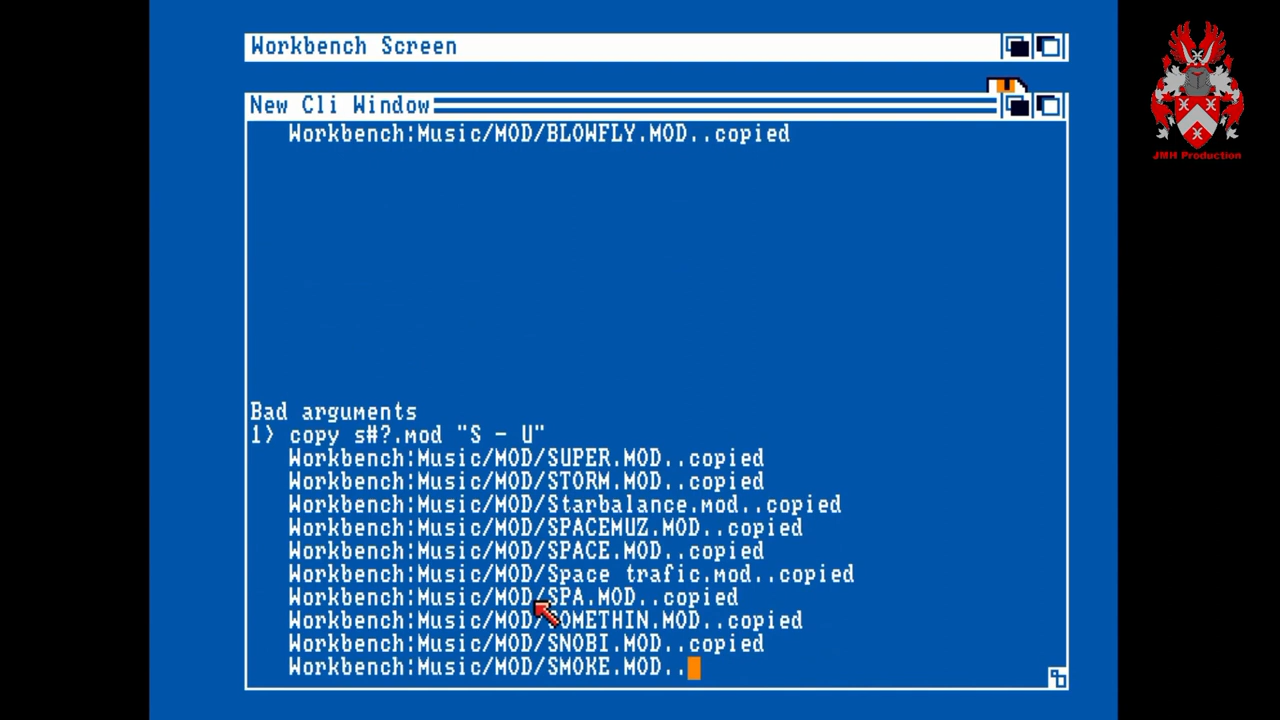 Workbench Screen
JMH Production
New Cli Window
Workbench:Music/MOD/BLOWFLY.MOD..copied
Bad arguments
1> copy s#?.mod "S - U"
Workbench:Music/MOD/SUPER.MOD..copied
Workbench:Music/MOD/STORM.MOD..copied
Workbench:Music/MOD/Starbalance.mod..copied
Workbench:Music/MOD/SPACEMUZ.MOD..copied
Workbench:Music/MOD/SPACE.MOD..copied
Workbench:Music/MOD/Space trafic.mod..copied
Workbench:Music/MOD/SPA.MOD..copied
Workbench:Music/MOD/SOMETHIN.MOD..copied
Workbench:Music/MOD/SNOBI.MOD..copied
Workbench:Music/MOD/SMOKE.MOD..